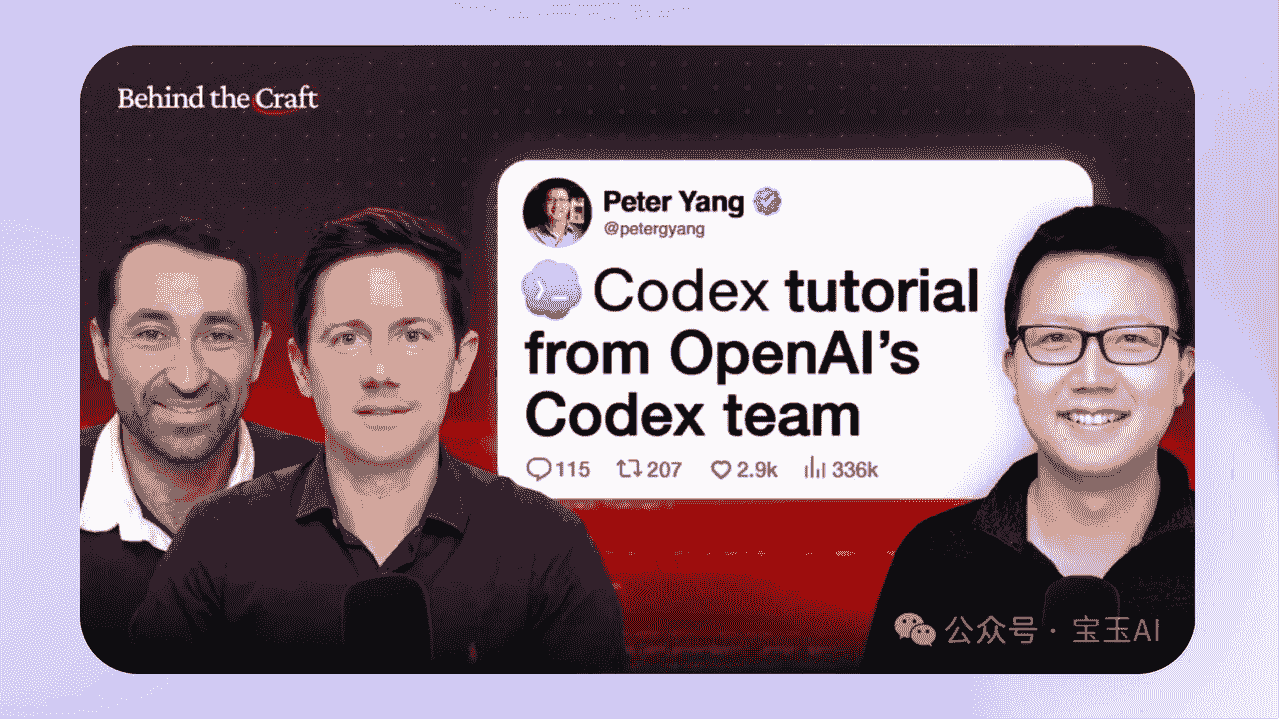 Behind the Craft
Peter Yang
@petergyang
Codex tutorial
from OpenAI’s
Codex team
115 207 2.9k 336k
公众号 · 宝玉AI